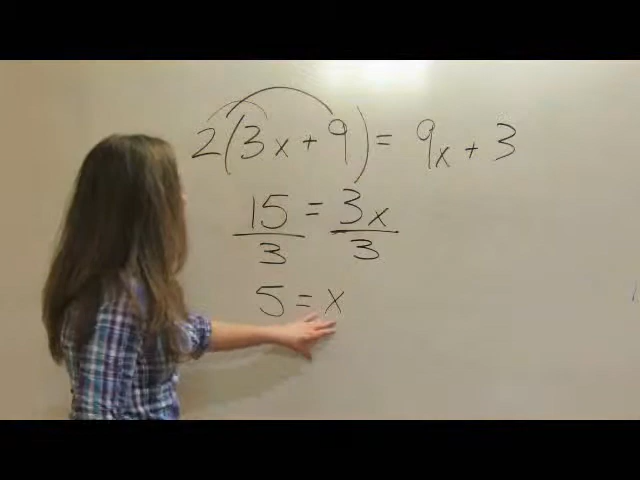 2(3x+9) = 9x+3
15 = 3x
3 3
5 = x